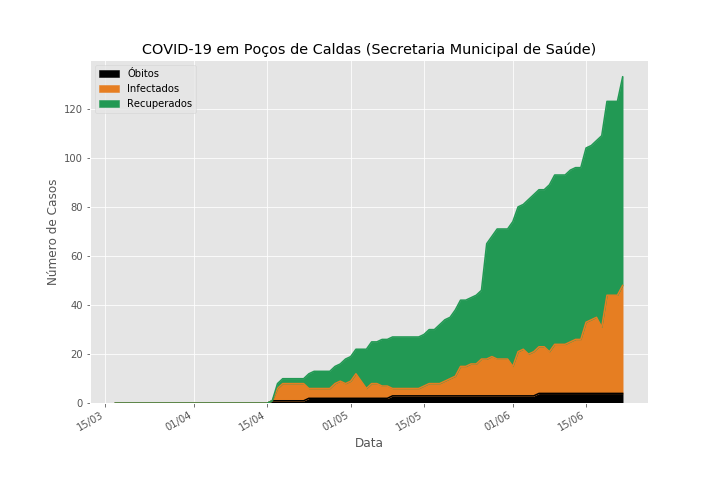 COVID-19 em Poços de Caldas (Secretaria Municipal de Saúde)
Óbitos
Infectados
Recuperados
Número de Casos
120
100
80
60
40
20
0
15/03
01/04
15/04
01/05
15/05
01/06
15/06
Data